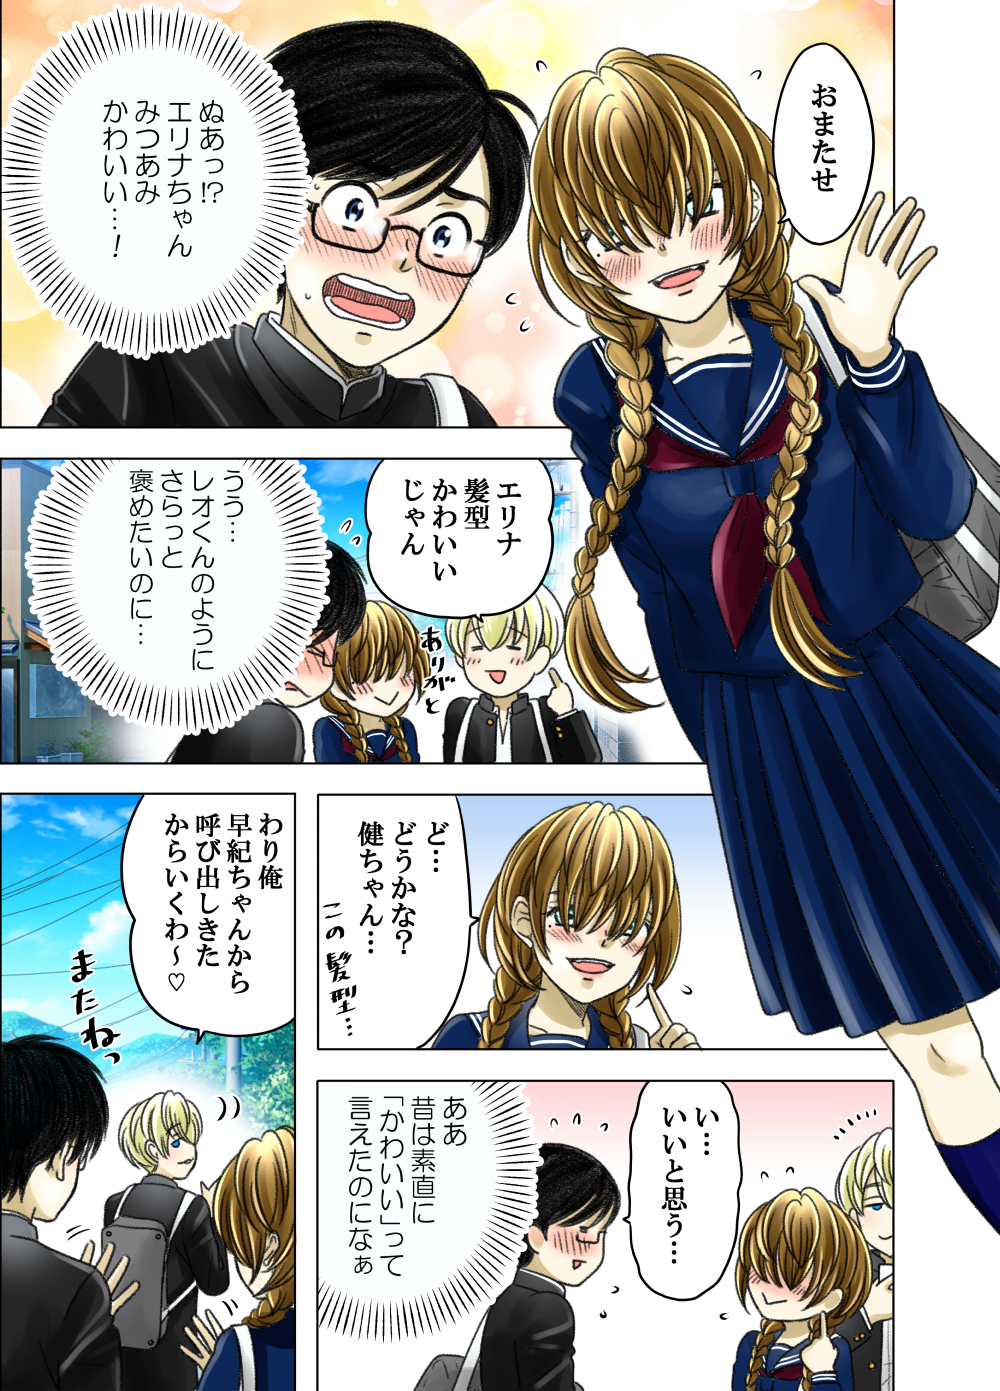 おまたせ
ぬあっ!?
エリナちゃん
みつあみ
かわいい…！
エリナ
髪型
かわいい
じゃん
ありがと
うう…
レオくんのように
さらっと
褒めたいのに…
ど…
どうかな？
健ちゃん…
この髪型…
い…
いいと思う…
ああ
昔は素直に
「かわいい」って
言えたのになぁ
わり俺
早紀ちゃんから
呼び出しきた
からいくわ～♡
またねっ